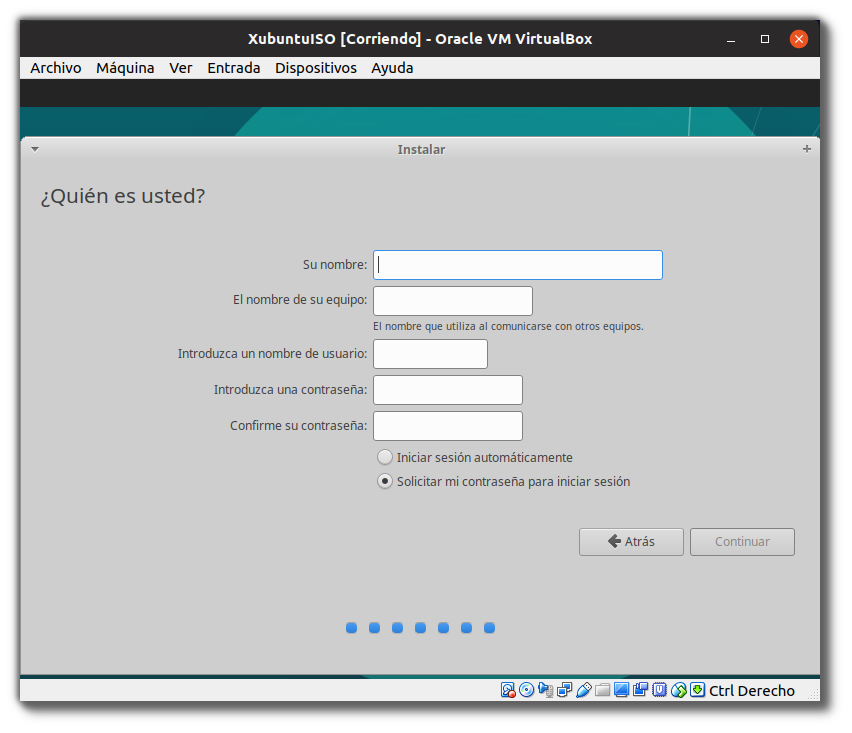 XubuntuISO [Corriendo] - Oracle VM VirtualBox
Archivo Máquina Ver Entrada Dispositivos Ayuda
Instalar
¿Quién es usted?
Su nombre:
El nombre de su equipo:
El nombre que utiliza al comunicarse con otros equipos.
Introduzca un nombre de usuario:
Introduzca una contraseña:
Confirme su contraseña:
Iniciar sesión automáticamente
Solicitar mi contraseña para iniciar sesión
Atrás Continuar
Ctrl Derecho